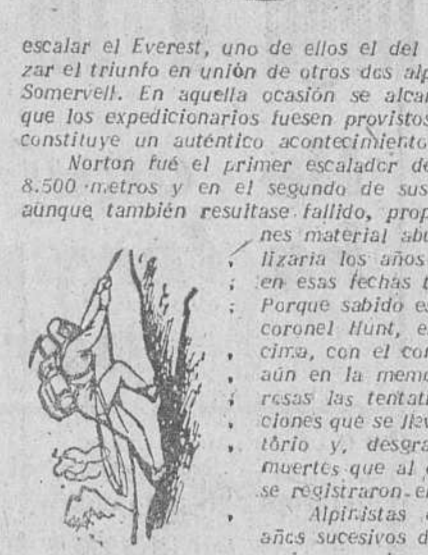 escalar el Everest, uno de ellos el del
zar el triunfo en unión de otros dos alp
Somervell. En aquella ocasión se alcan
que los expedicionarios fuesen provistos
constituye un auténtico acontecimiento
Norton fué el primer escalador de
8.500 metros y en el segundo de sus
aunque también resultase fallido, prop
nes material abu
lizaria los años
en esas fechas t
Porque sabido es
coronel Hunt, e
cima, con el con
aún en la memo
rosas las tentati
ciones que se llev
tório y, desgra
muertes que al
se registraron en
Alpinistas
años sucesivos d